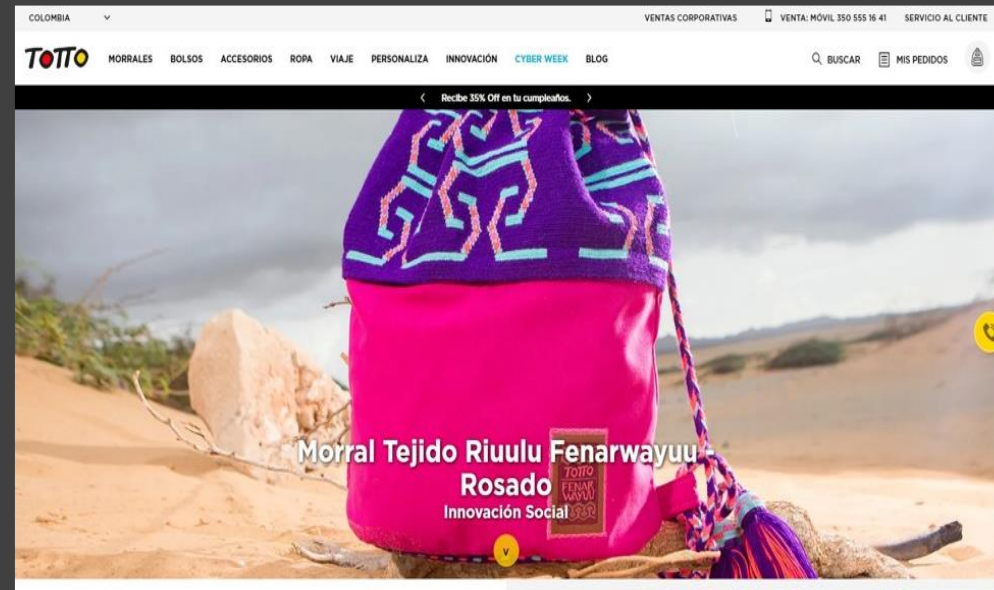 COLOMBIA
VENTAS CORPORATIVAS
VENTA: MÓVIL 350 555 16 41
SERVICIO AL CLIENTE
TOTTO
MORRALES
BOLSOS
ACCESORIOS
ROPA
VIAJE
PERSONALIZA
INNOVACIÓN
CYBER WEEK
BLOG
BUSCAR
MIS PEDIDOS
Recibe 35% Off en tu cumpleaños.
Morral Tejido Riuulu Fenarwayuu -
Rosado
Innovación Social
TOTTO
FENAR
WAYUU